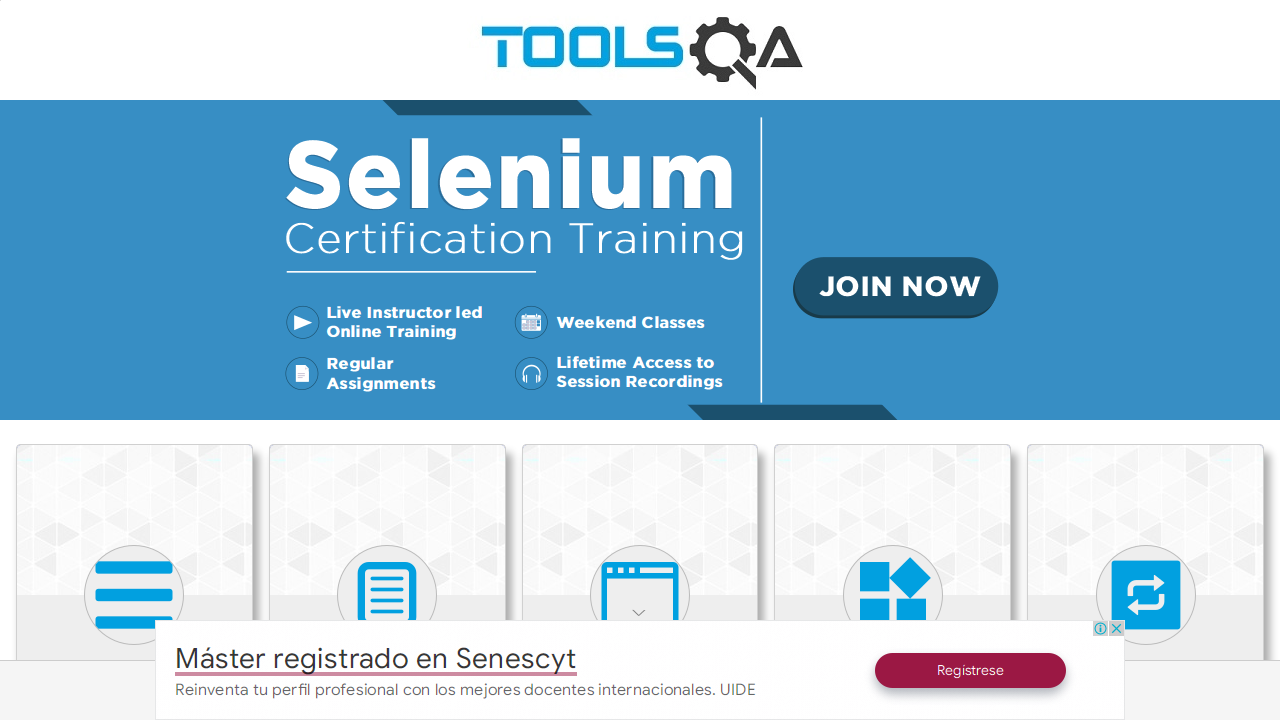 TOOLSQA
Selenium
Certification Training
Live Instructor led
Online Training
Weekend Classes
Regular
Assignments
Lifetime Access to
Session Recordings
JOIN NOW
Máster registrado en Senescyt
Reinventa tu perfil profesional con los mejores docentes internacionales. UIDE
Regístrese